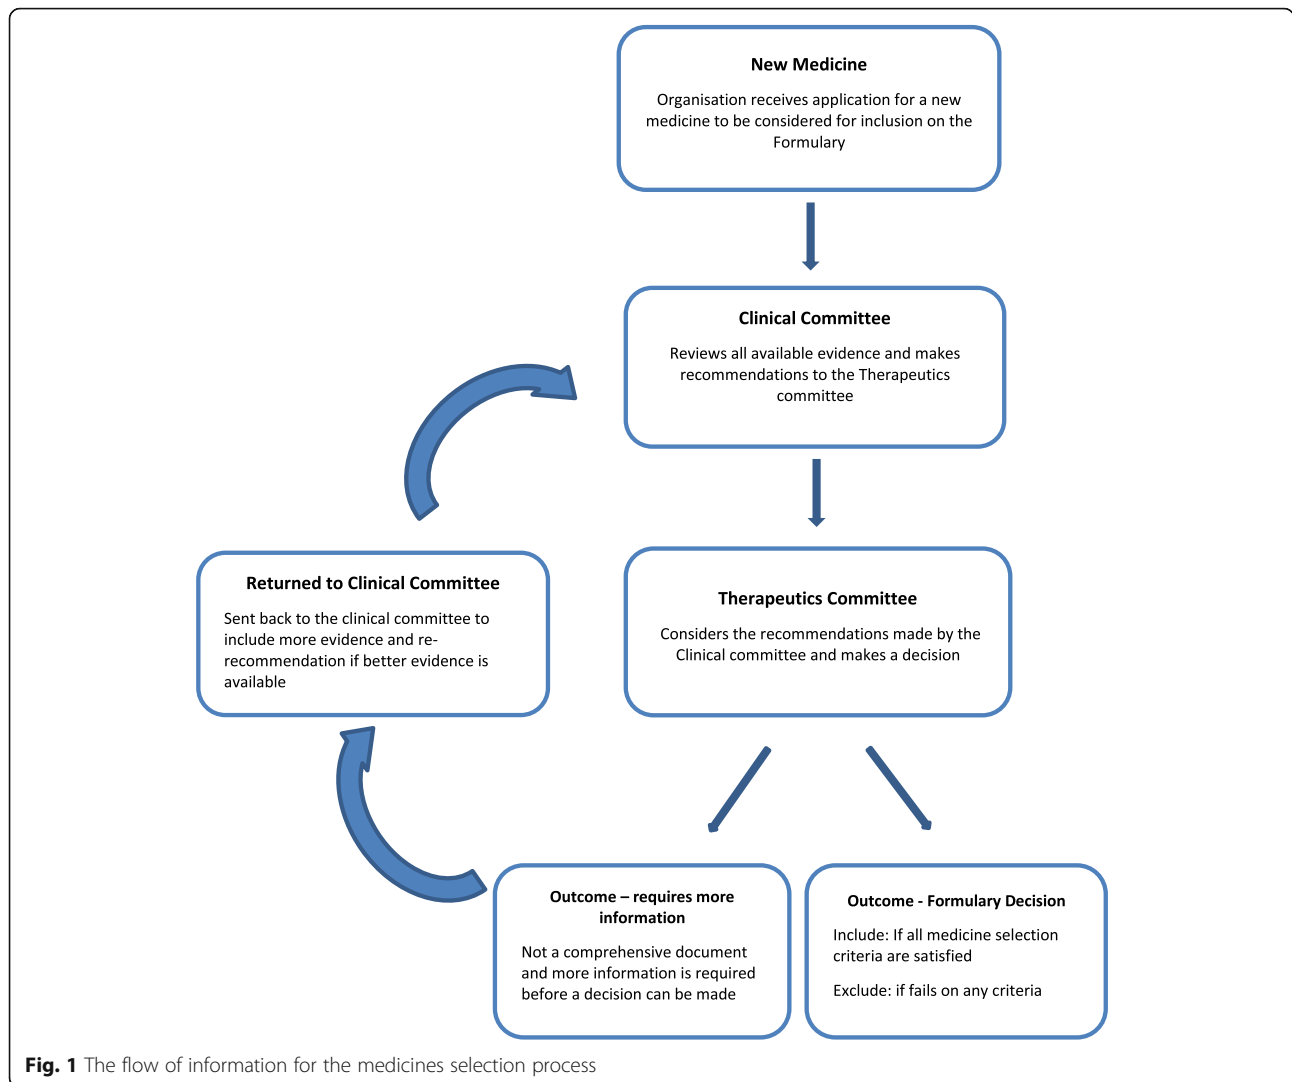 New Medicine
Organisation receives application for a new
medicine to be considered for inclusion on the
Formulary
Clinical Committee
Reviews all available evidence and makes
recommendations to the Therapeutics
committee
Returned to Clinical Committee
Sent back to the clinical committee to
include more evidence and re-
recommendation if better evidence is
available
Therapeutics Committee
Considers the recommendations made by the
Clinical committee and makes a decision
Outcome – requires more
information
Not a comprehensive document
and more information is required
before a decision can be made
Outcome - Formulary Decision
Include: If all medicine selection
criteria are satisfied
Exclude: if fails on any criteria
Fig. 1 The flow of information for the medicines selection process